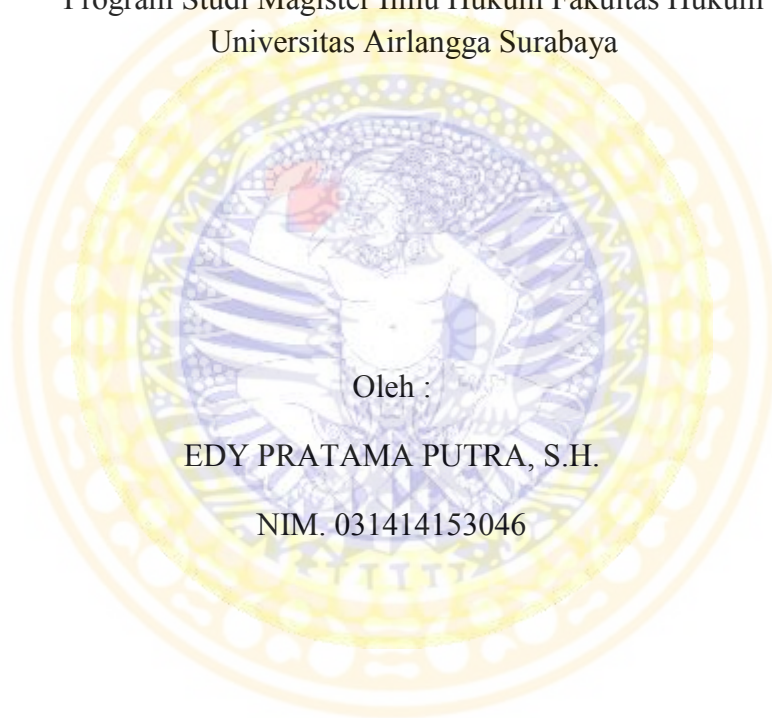 Program Studi Magister Ilmu Hukum Fakultas Hukum
Universitas Airlangga Surabaya
Oleh :
EDY PRATAMA PUTRA, S.H.
NIM. 031414153046